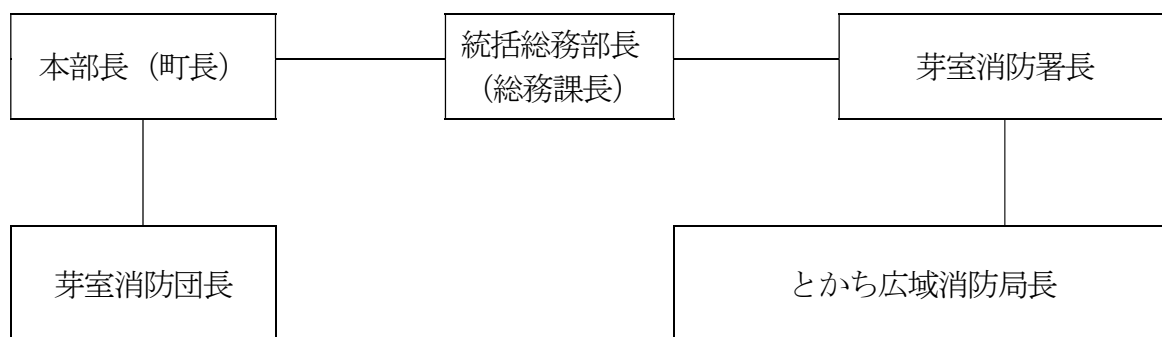 本部長（町長）
統括総務部長
（総務課長）
芽室消防署長
芽室消防団長
とかち広域消防局長